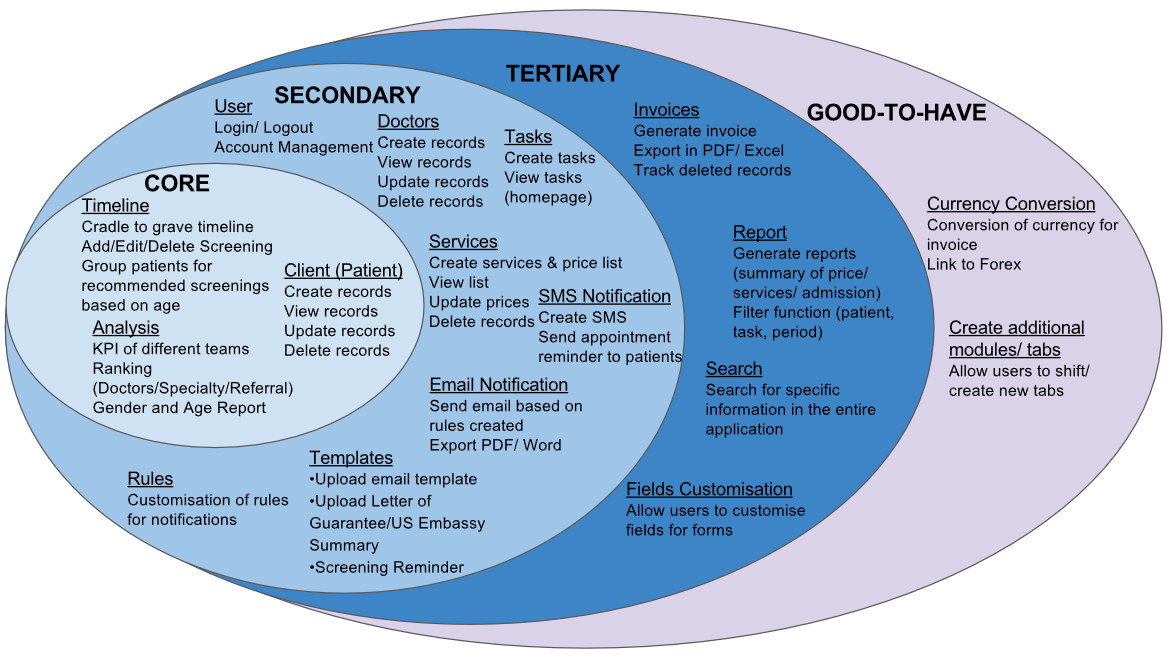 CORE
Timeline
Cradle to grave timeline
Add/Edit/Delete Screening
Group patients for
recommended screenings
based on age
Analysis
KPI of different teams
Ranking
(Doctors/Specialty/Referral)
Gender and Age Report
Client (Patient)
Create records
View records
Update records
Delete records
SECONDARY
User
Login/ Logout
Account Management
Doctors
Create records
View records
Update records
Delete records
Tasks
Create tasks
View tasks
(homepage)
Services
Create services & price list
View list
Update prices
Delete records
SMS Notification
Create SMS
Send appointment
reminder to patients
Email Notification
Send email based on
rules created
Export PDF/ Word
Templates
•Upload email template
•Upload Letter of
Guarantee/US Embassy
Summary
•Screening Reminder
Rules
Customisation of rules
for notifications
TERTIARY
Invoices
Generate invoice
Export in PDF/ Excel
Track deleted records
Report
Generate reports
(summary of price/
services/ admission)
Filter function (patient,
task, period)
Search
Search for specific
information in the entire
application
Fields Customisation
Allow users to customise
fields for forms
GOOD-TO-HAVE
Currency Conversion
Conversion of currency for
invoice
Link to Forex
Create additional
modules/ tabs
Allow users to shift/
create new tabs